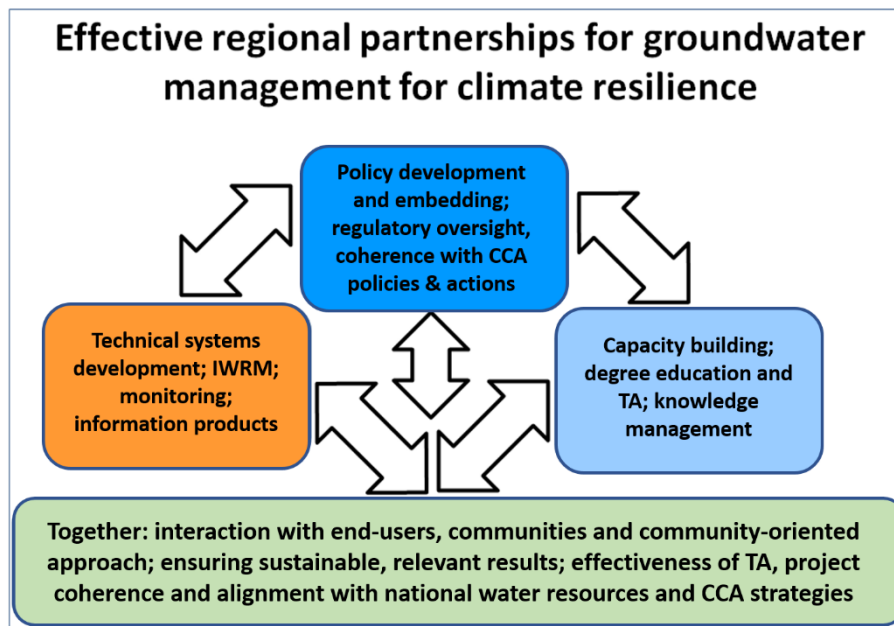 Effective regional partnerships for groundwater
management for climate resilience
Policy development
and embedding;
regulatory oversight,
coherence with CCA
policies & actions
Technical systems
development; IWRM;
monitoring;
information products
Capacity building;
degree education and
TA; knowledge
management
Together: interaction with end-users, communities and community-oriented
approach; ensuring sustainable, relevant results; effectiveness of TA, project
coherence and alignment with national water resources and CCA strategies